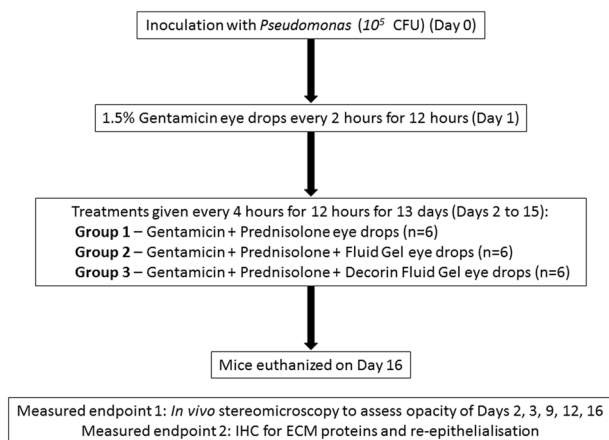 Inoculation with Pseudomonas (10⁵ CFU) (Day 0)
1.5% Gentamicin eye drops every 2 hours for 12 hours (Day 1)
Treatments given every 4 hours for 12 hours for 13 days (Days 2 to 15):
Group 1 – Gentamicin + Prednisolone eye drops (n=6)
Group 2 – Gentamicin + Prednisolone + Fluid Gel eye drops (n=6)
Group 3 – Gentamicin + Prednisolone + Decorin Fluid Gel eye drops (n=6)
Mice euthanized on Day 16
Measured endpoint 1: In vivo stereomicroscopy to assess opacity of Days 2, 3, 9, 12, 16
Measured endpoint 2: IHC for ECM proteins and re-epithelialisation